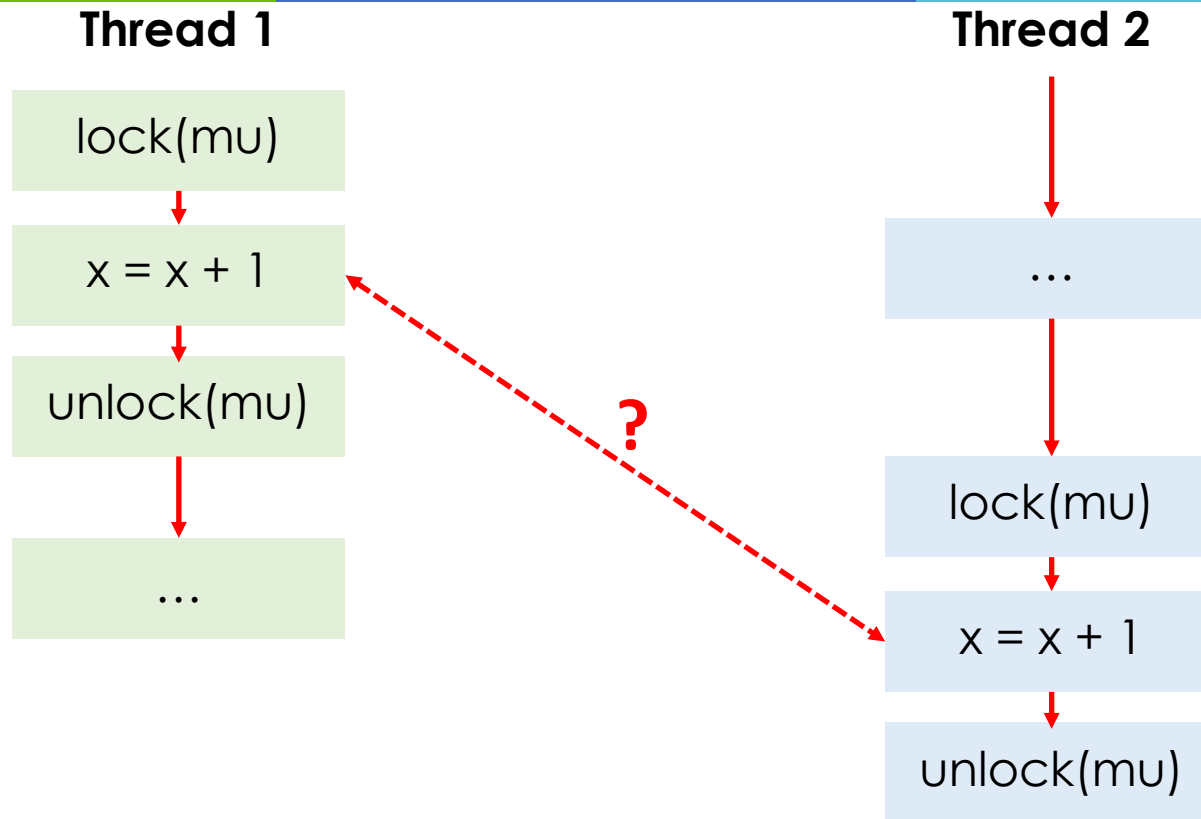 Thread 1
Thread 2
lock(mu)
x = x + 1
unlock(mu)
...
?
...
lock(mu)
x = x + 1
unlock(mu)